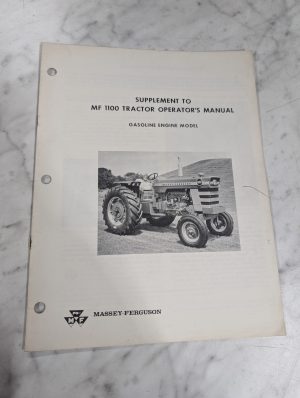 SUPPLEMENT TO
MF 1100 TRACTOR OPERATOR'S MANUAL
GASOLINE ENGINE MODEL
MASSEY-FERGUSON